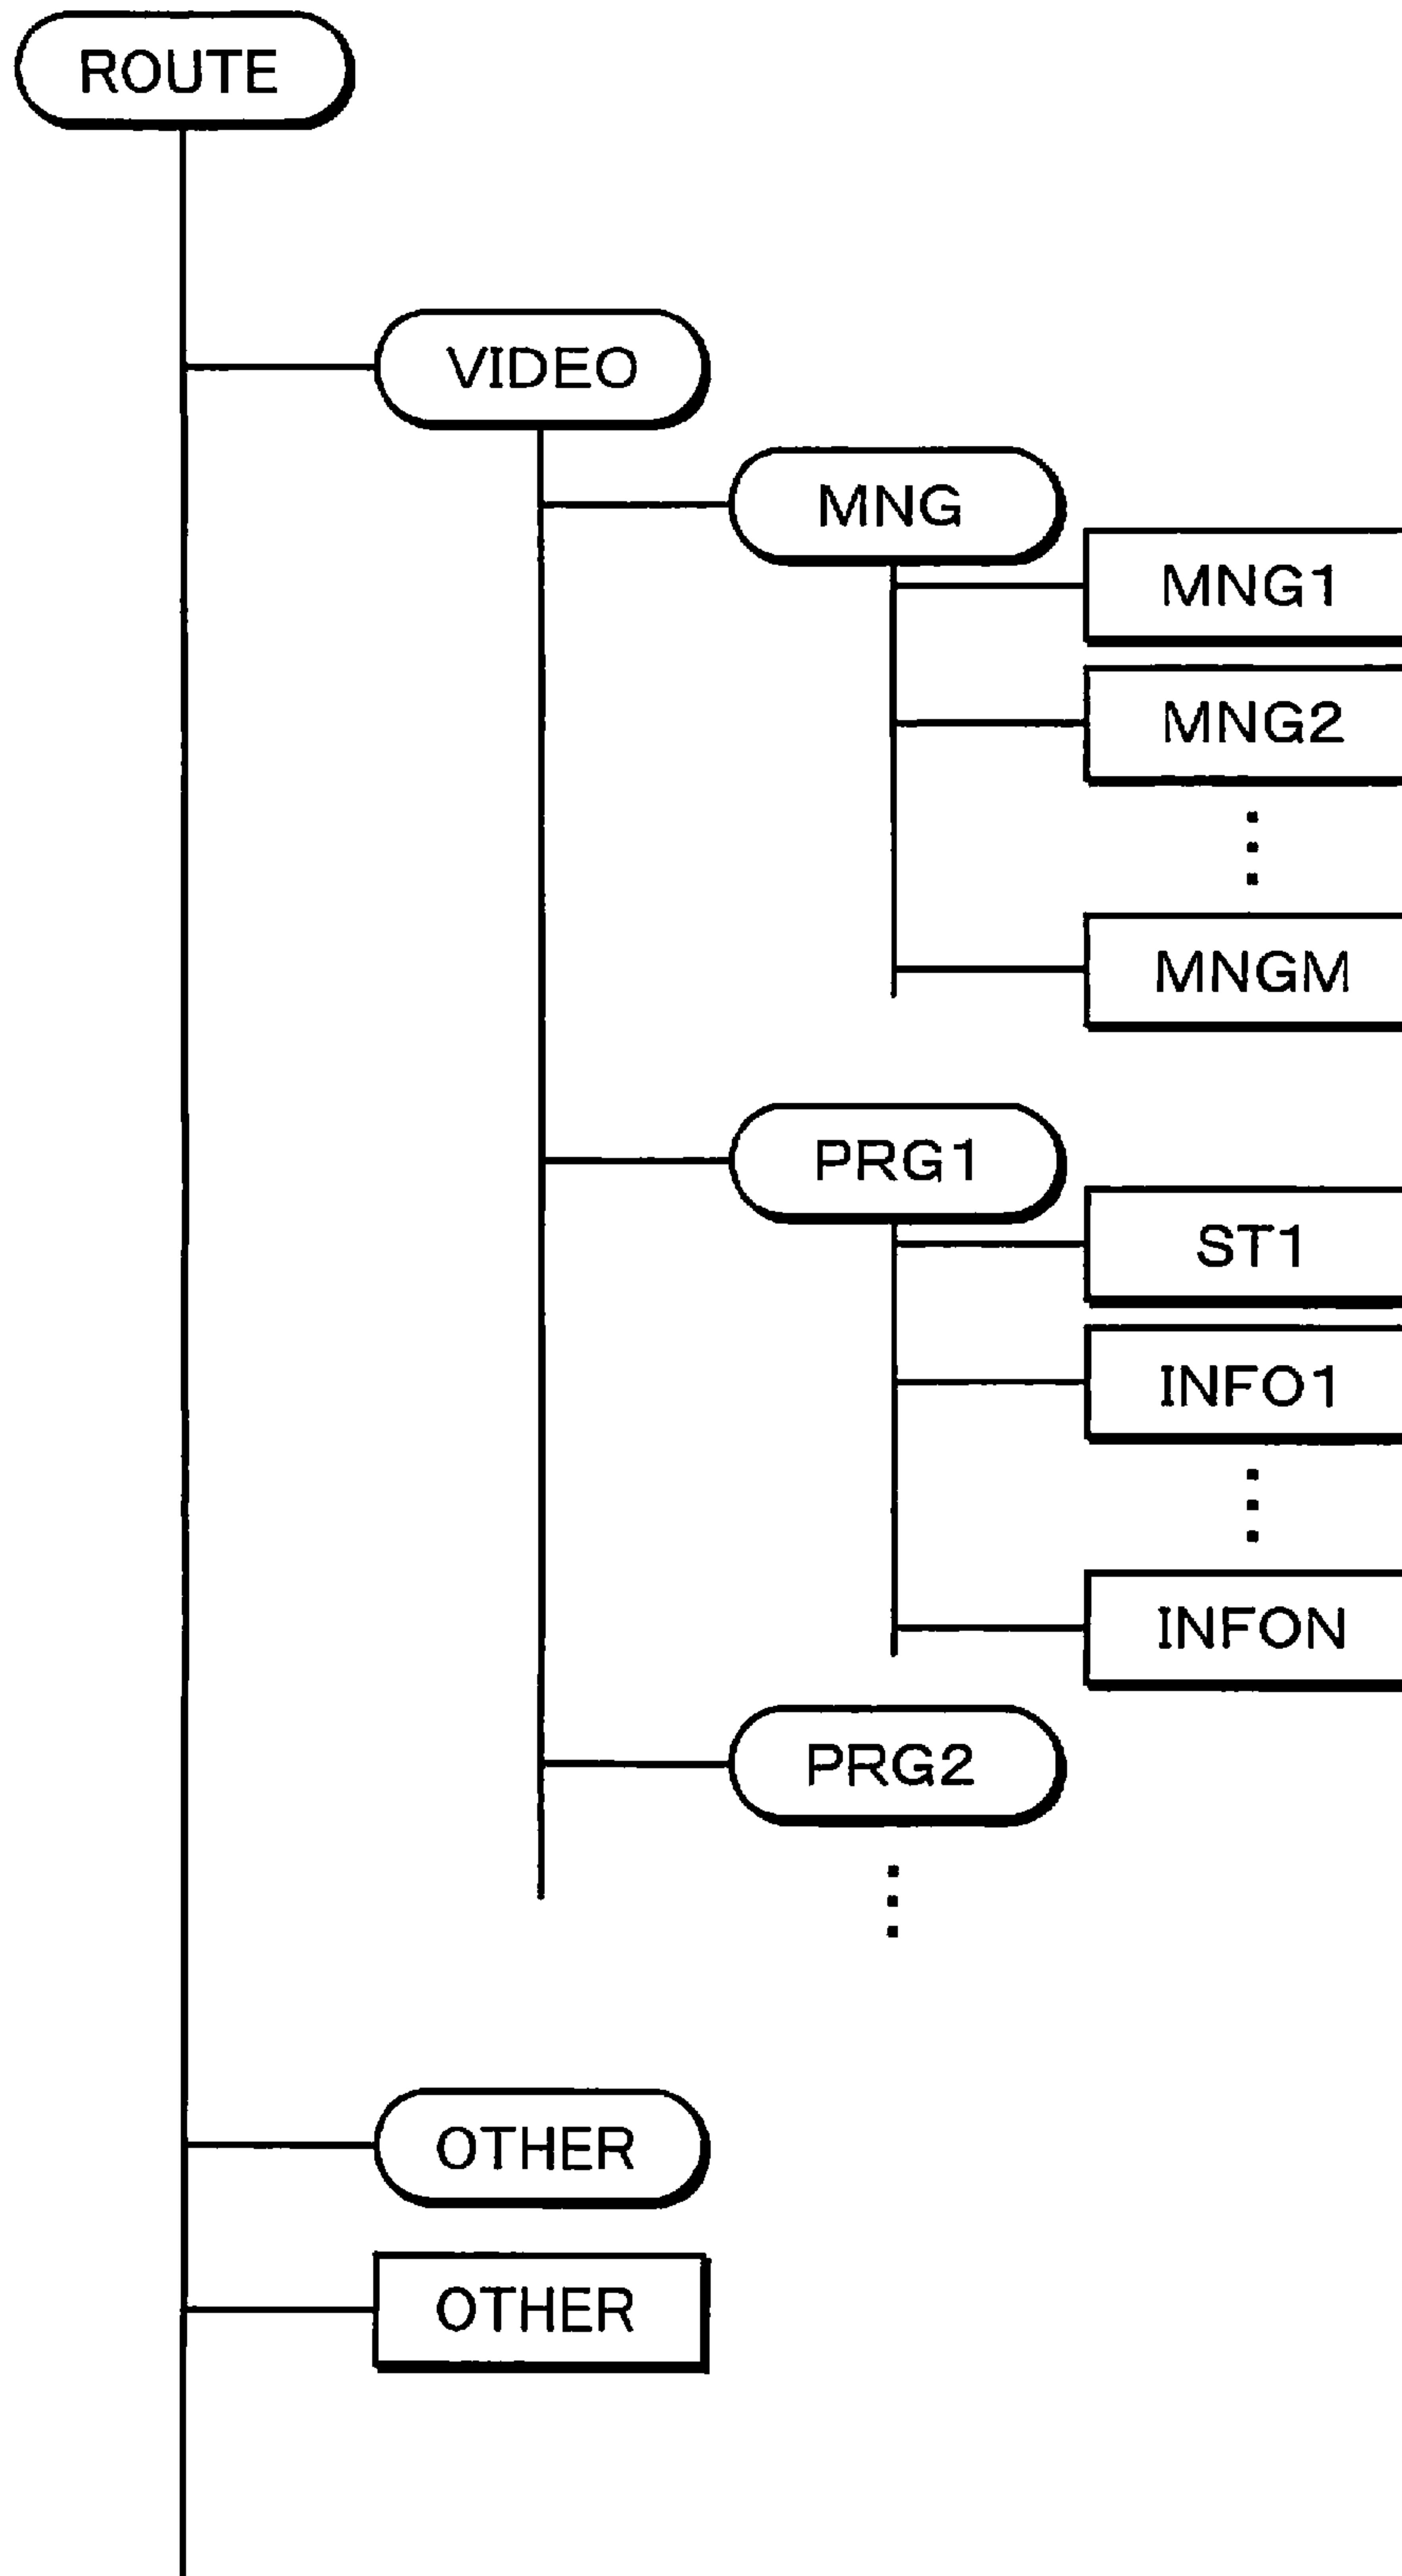 ROUTE
VIDEO
MNG
MNG1
MNG2
MNGM
PRG1
ST1
INFO1
INFON
PRG2
OTHER
OTHER